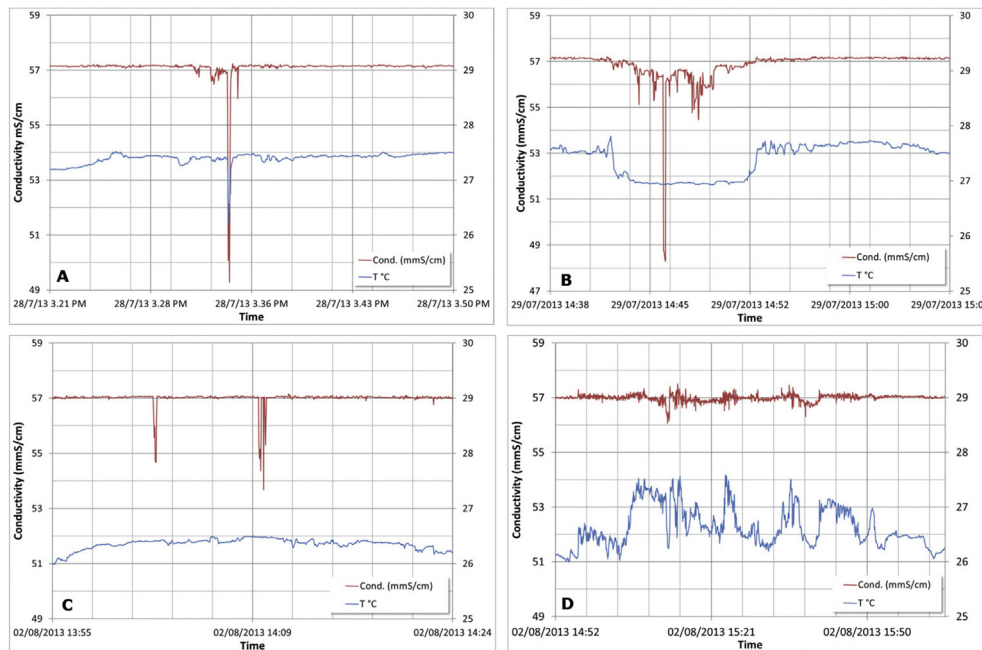 59 30
57 29
55 28
53 27
51 26
49 25
Conductivity mS/cm
A
Cond. (mmS/cm)
T °C
28/7/13 3.21 PM 28/7/13 3.28 PM 28/7/13 3.36 PM 28/7/13 3.43 PM 28/7/13 3.50 PM
Time
59 30
57 29
55 28
53 27
51 26
49
47 25
Conductivity (mmS/cm)
B
Cond. (mmS/cm)
T °C
29/07/2013 14:38 29/07/2013 14:45 29/07/2013 14:52 29/07/2013 15:00 29/07/2013 15:0
Time
59 30
57 29
55 28
53 27
51 26
49 25
Conductivity (mmS/cm)
C
Cond. (mmS/cm)
T °C
02/08/2013 13:55 02/08/2013 14:09 02/08/2013 14:24
Time
59 30
57 29
55 28
53 27
51 26
49 25
Conductivity (mmS/cm)
D
Cond. (mmS/cm)
T °C
02/08/2013 14:52 02/08/2013 15:21 02/08/2013 15:50
Time